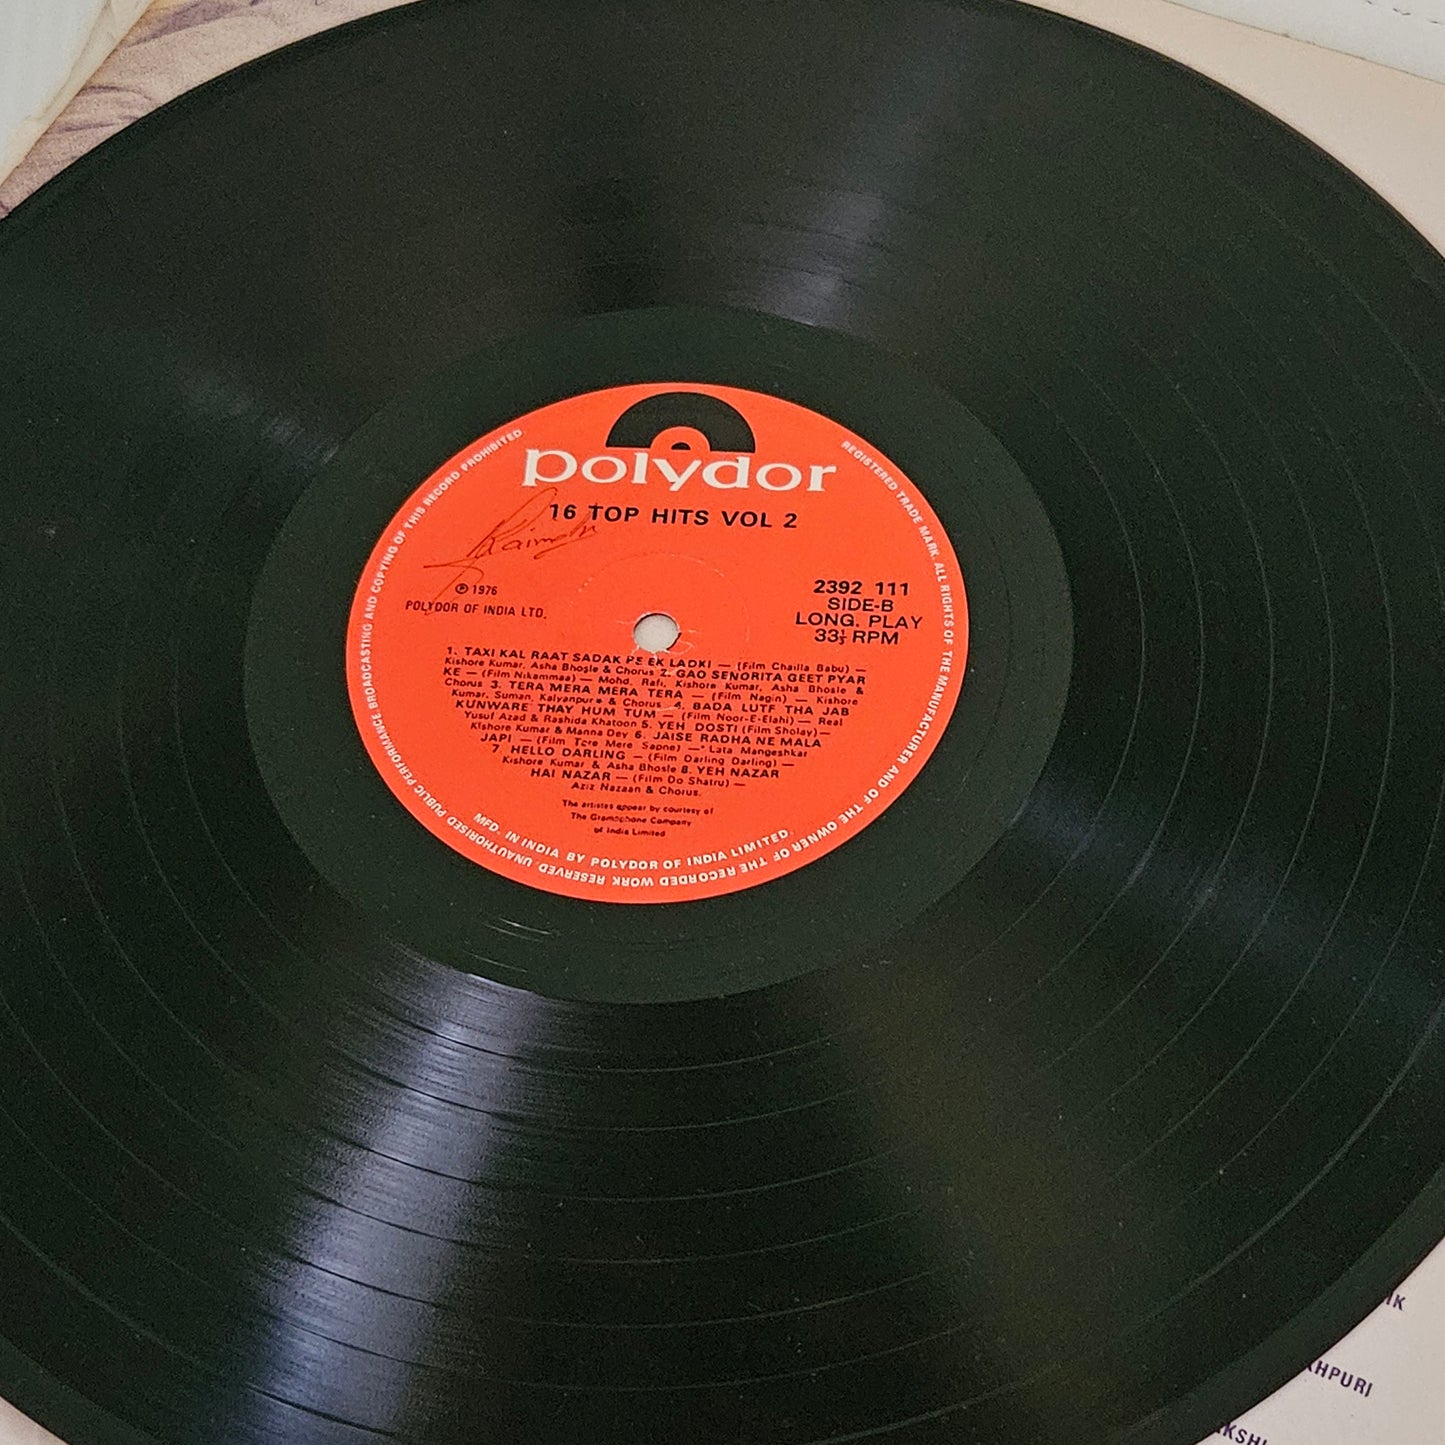 polydor
16 TOP HITS VOL 2
℗ 1976
POLYDOR OF INDIA LTD.
2392 111
SIDE-B
LONG. PLAY
33⅓ RPM
1. TAXI KAL RAAT SADAK PE EK LADKI — (Film Chailla Babu) —
Kishore Kumar, Asha Bhosle & Chorus 2. GAO SENORITA GEET PYAR
KE — (Film Nikammaa) — Mohd. Rafi, Kishore Kumar, Asha Bhosle &
Chorus 3. TERA MERA MERA TERA — (Film Nagin) — Kishore
Kumar, Suman, Kalyanpur & Chorus 4. BADA LUTF THA JAB
KUNWARE THAY HUM TUM — (Film Noor-E-Elahi) — Real
Yusuf Azad & Rashida Khatoon 5. YEH DOSTI (Film Sholay)—
Kishore Kumar & Manna Dey 6. JAISE RADHA NE MALA
JAPI — (Film Tere Mere Sapne) — Lata Mangeshkar
7. HELLO DARLING — (Film Darling Darling) —
Kishore Kumar & Asha Bhosle 8. YEH NAZAR
HAI NAZAR — (Film Do Shatru) —
Aziz Nazaan & Chorus.
The artistes appear by courtesy of
The Gramophone Company
of India Limited
MFD. IN INDIA BY POLYDOR OF INDIA LIMITED.
REGISTERED TRADE MARK. ALL RIGHTS OF THE MANUFACTURER AND OF THE OWNER OF THE RECORDED WORK RESERVED. UNAUTHORISED PUBLIC PERFORMANCE, BROADCASTING AND COPYING OF THIS RECORD PROHIBITED
IK
KHPURI
KSHI